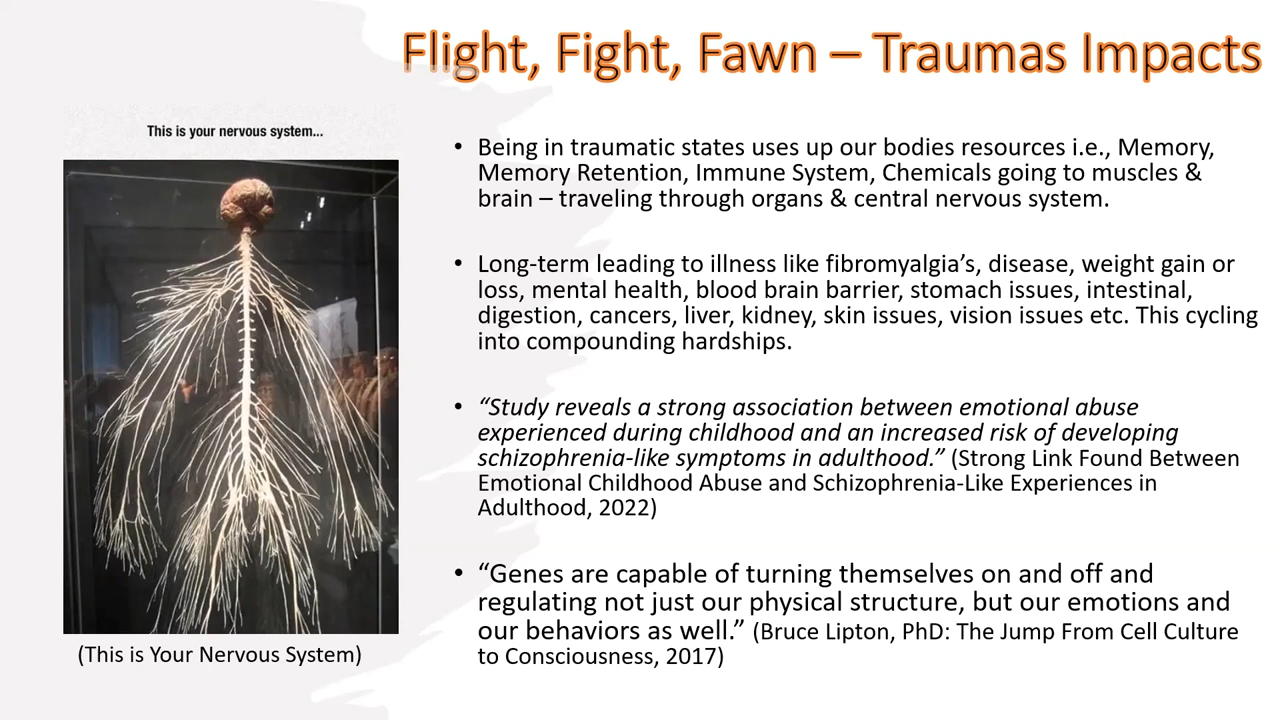 Flight, Fight, Fawn – Traumas Impacts
This is your nervous system...
(This is Your Nervous System)
• Being in traumatic states uses up our bodies resources i.e., Memory,
Memory Retention, Immune System, Chemicals going to muscles &
brain – traveling through organs & central nervous system.
• Long-term leading to illness like fibromyalgia’s, disease, weight gain or
loss, mental health, blood brain barrier, stomach issues, intestinal,
digestion, cancers, liver, kidney, skin issues, vision issues etc. This cycling
into compounding hardships.
• “Study reveals a strong association between emotional abuse
experienced during childhood and an increased risk of developing
schizophrenia-like symptoms in adulthood.” (Strong Link Found Between
Emotional Childhood Abuse and Schizophrenia-Like Experiences in
Adulthood, 2022)
• “Genes are capable of turning themselves on and off and
regulating not just our physical structure, but our emotions and
our behaviors as well.” (Bruce Lipton, PhD: The Jump From Cell Culture
to Consciousness, 2017)